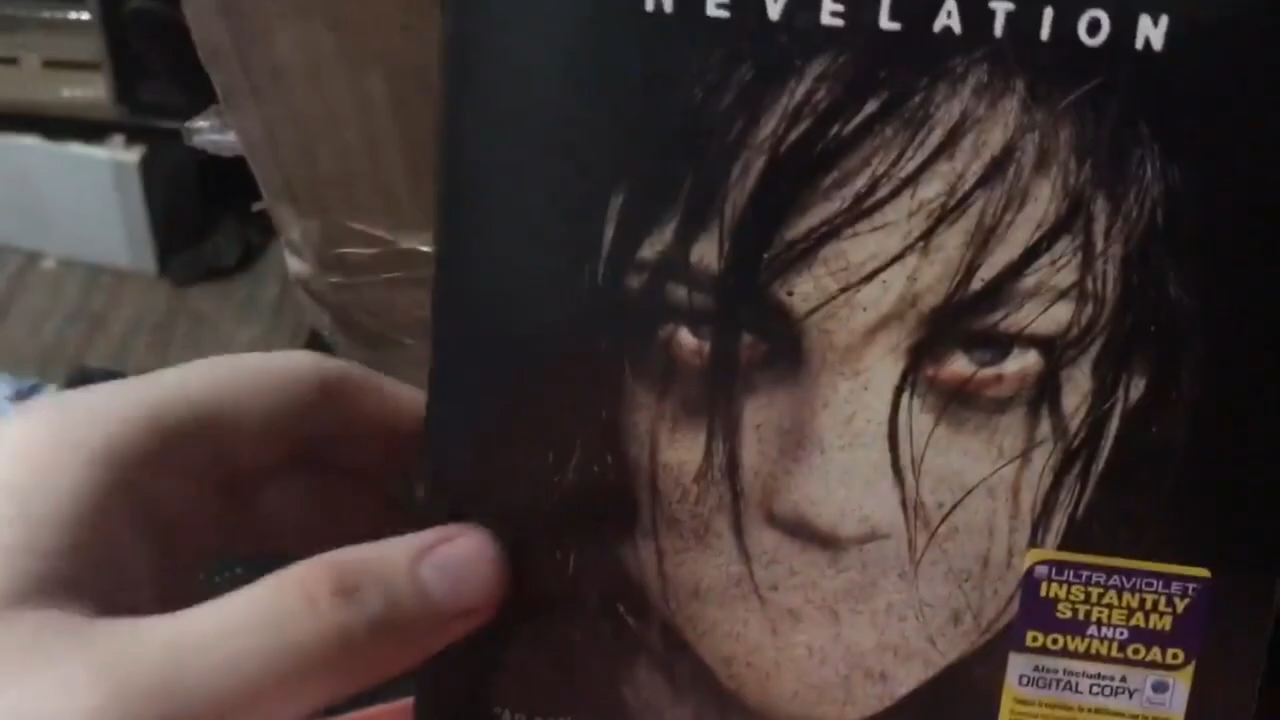 REVELATION
ULTRAVIOLET
INSTANTLY
STREAM
AND
DOWNLOAD
Also Includes A
DIGITAL COPY